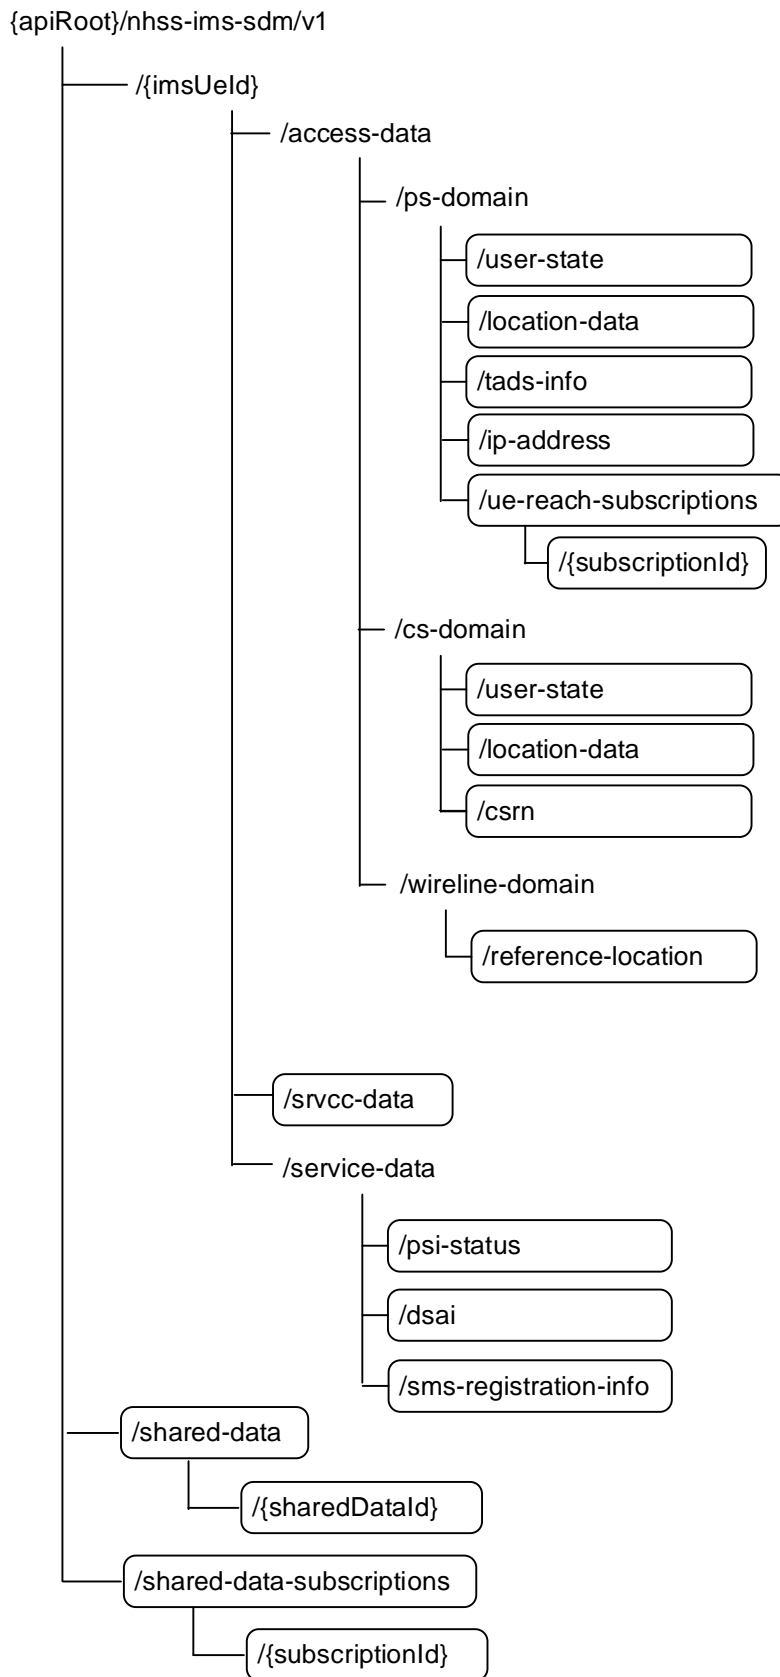 {apiRoot}/nhss-ims-sdm/v1
/{imsUeId}
/access-data
/ps-domain
/user-state
/location-data
/tads-info
/ip-address
/ue-reach-subscriptions
/{subscriptionId}
/cs-domain
/user-state
/location-data
/csrn
/wireline-domain
/reference-location
/srvcc-data
/service-data
/psi-status
/dsai
/sms-registration-info
/shared-data
/{sharedDataId}
/shared-data-subscriptions
/{subscriptionId}